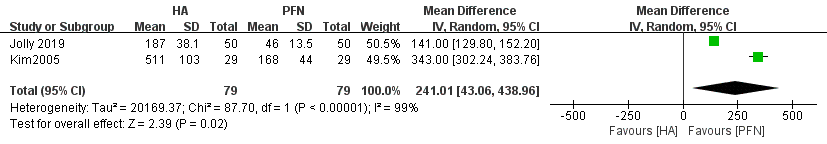 HA PFN Mean Difference Mean Difference
Study or Subgroup Mean SD Total Mean SD Total Weight IV, Random, 95% CI IV, Random, 95% CI
Jolly 2019 187 38.1 50 46 13.5 50 50.5% 141.00 [129.80, 152.20]
Kim2005 511 103 29 168 44 29 49.5% 343.00 [302.24, 383.76]
Total (95% CI) 79 79 100.0% 241.01 [43.06, 438.96]
Heterogeneity: Tau² = 20169.37; Chi² = 87.70, df = 1 (P < 0.00001); I² = 99%
Test for overall effect: Z = 2.39 (P = 0.02)
-500 -250 0 250 500
Favours [HA] Favours [PFN]